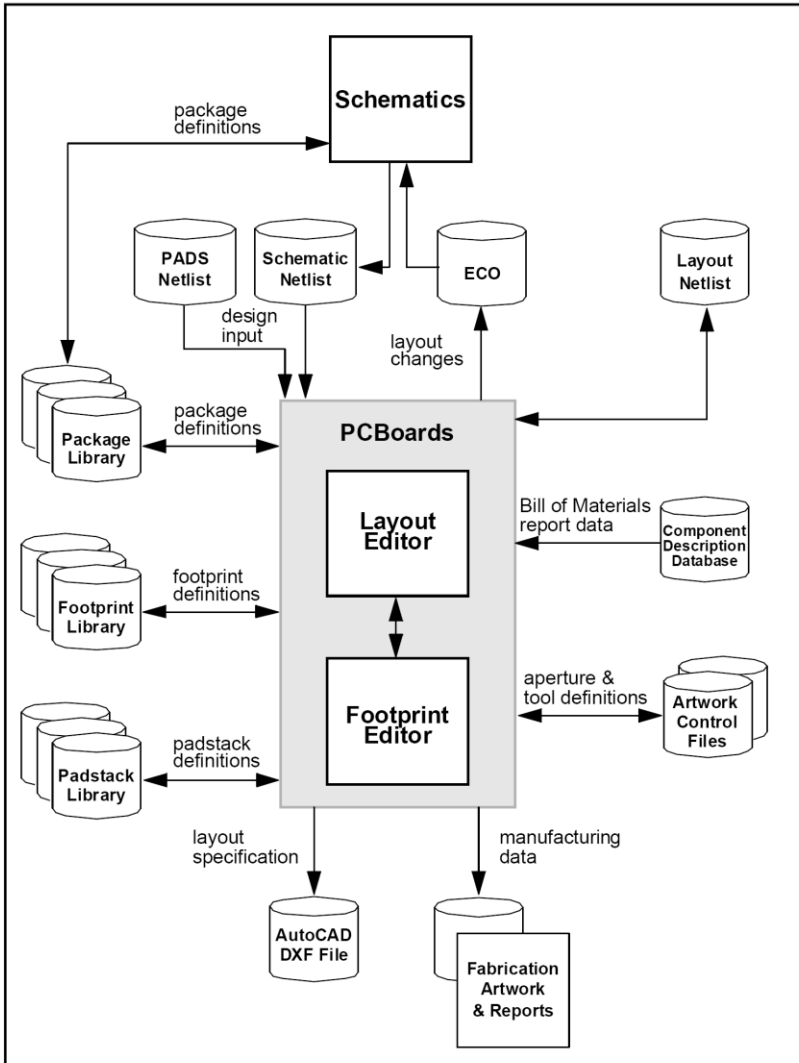 Schematics
package
definitions
PADS
Netlist
Schematic
Netlist
ECO
Layout
Netlist
design
input
layout
changes
Package
Library
package
definitions
PCBoards
Layout
Editor
Bill of Materials
report data
Component
Description
Database
Footprint
Library
footprint
definitions
Footprint
Editor
aperture &
tool definitions
Artwork
Control
Files
Padstack
Library
padstack
definitions
layout
specification
manufacturing
data
AutoCAD
DXF File
Fabrication
Artwork
& Reports